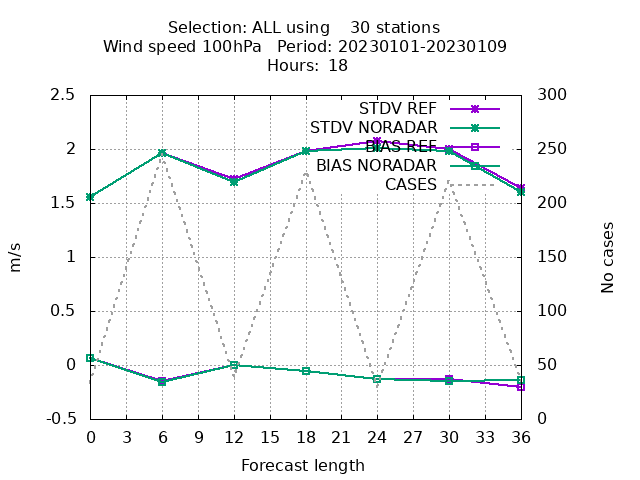 Selection: ALL using    30 stations
Wind speed 100hPa   Period: 20230101-20230109
Hours: 18
2.5
2
1.5
1
0.5
0
-0.5
m/s
300
250
200
150
100
50
0
No cases
STDV REF
STDV NORADAR
BIAS REF
BIAS NORADAR
CASES
0 3 6 9 12 15 18 21 24 27 30 33 36
Forecast length